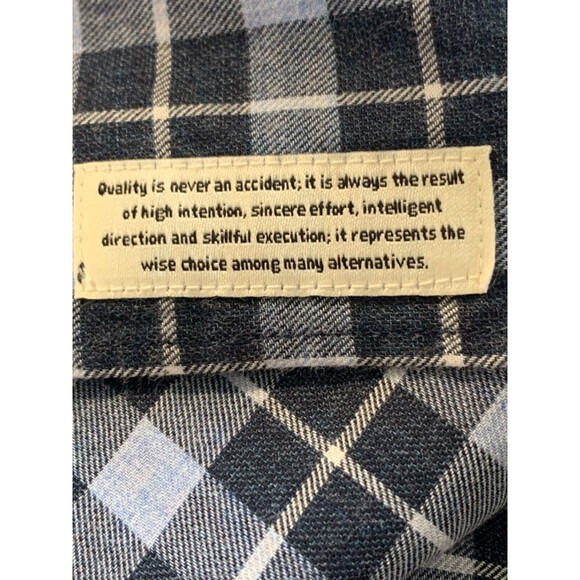 Quality is never an accident; it is always the result
of high intention, sincere effort, intelligent
direction and skillful execution; it represents the
wise choice among many alternatives.